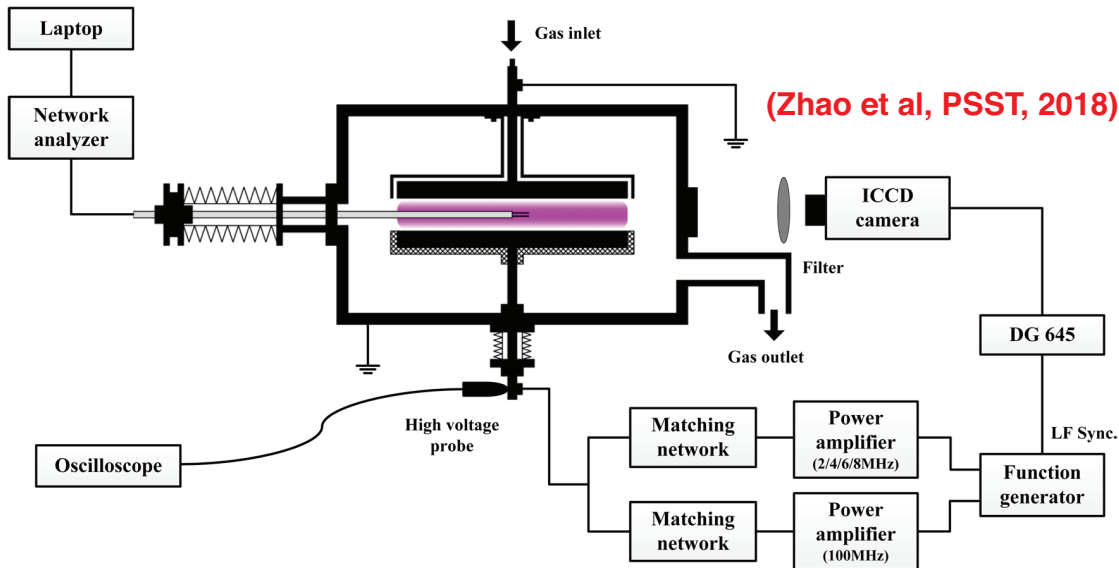 Laptop
Gas inlet
(Zhao et al, PSST, 2018)
Network
analyzer
ICCD
camera
Filter
DG 645
Gas outlet
High voltage
probe
LF Sync.
Matching
network
Power
amplifier
(2/4/6/8MHz)
Oscilloscope
Function
generator
Matching
network
Power
amplifier
(100MHz)